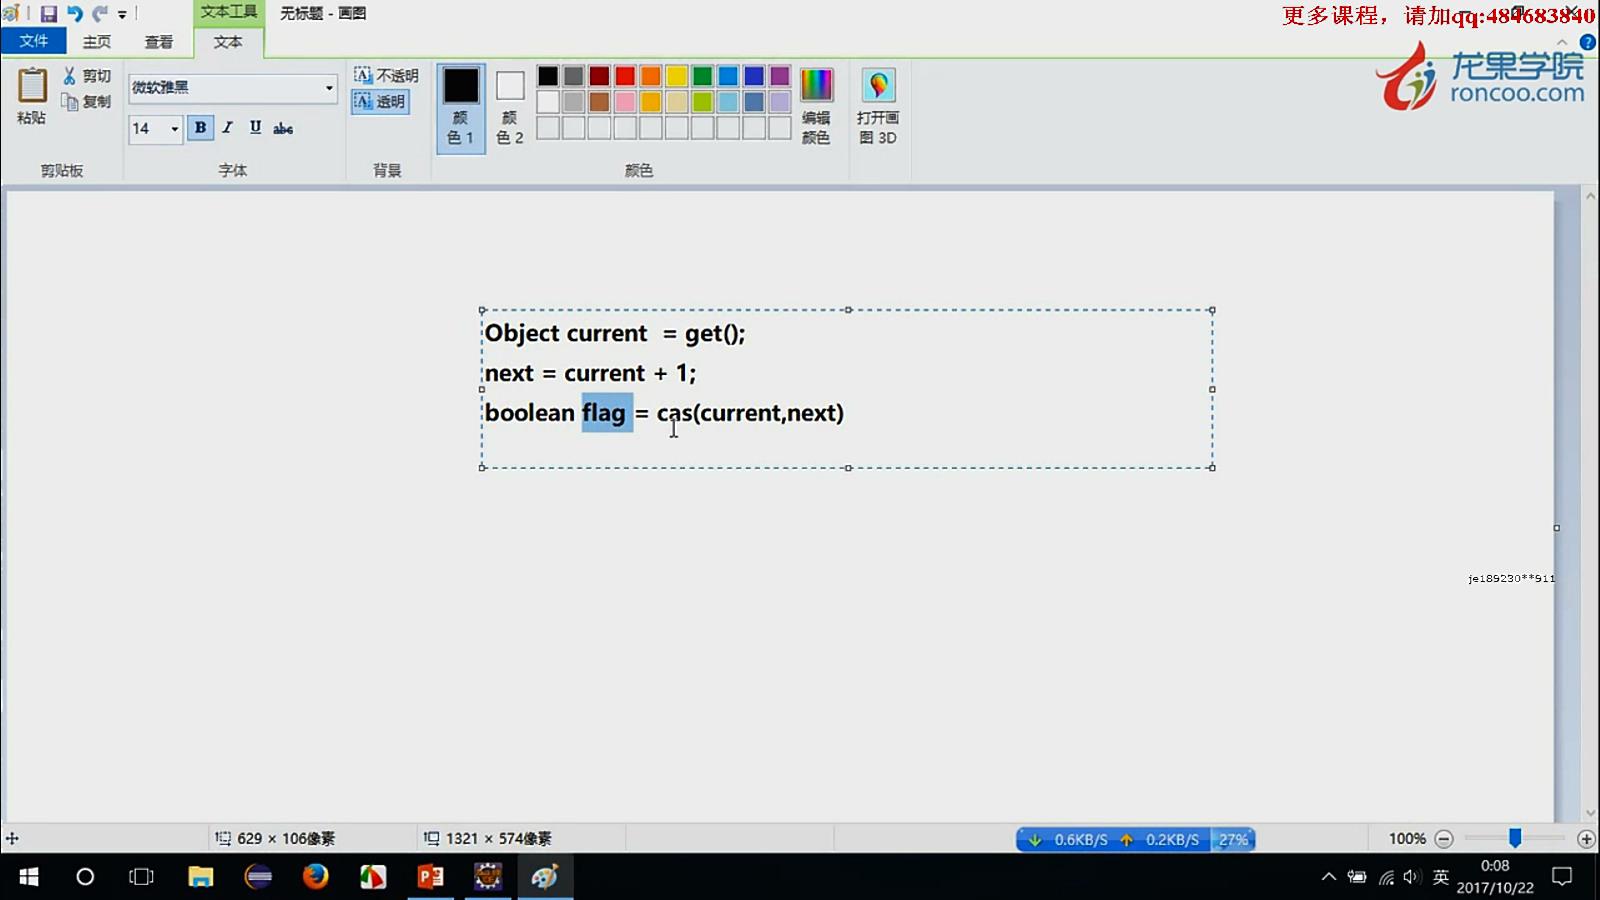 文本工具
无标题 - 画图
更多课程，请加qq:484683840
文件
主页
查看
文本
龙果学院
roncoo.com
粘贴
剪切
复制
剪贴板
微软雅黑
14
B I U abc
字体
不透明
透明
背景
颜
色 1
颜
色 2
颜色
编辑
颜色
打开画
图 3D
Object current = get();
next = current + 1;
boolean flag = cas(current,next)
je189230**911
629 × 106像素
1321 × 574像素
0.6KB/S
0.2KB/S
27%
100%
英
0:08
2017/10/22